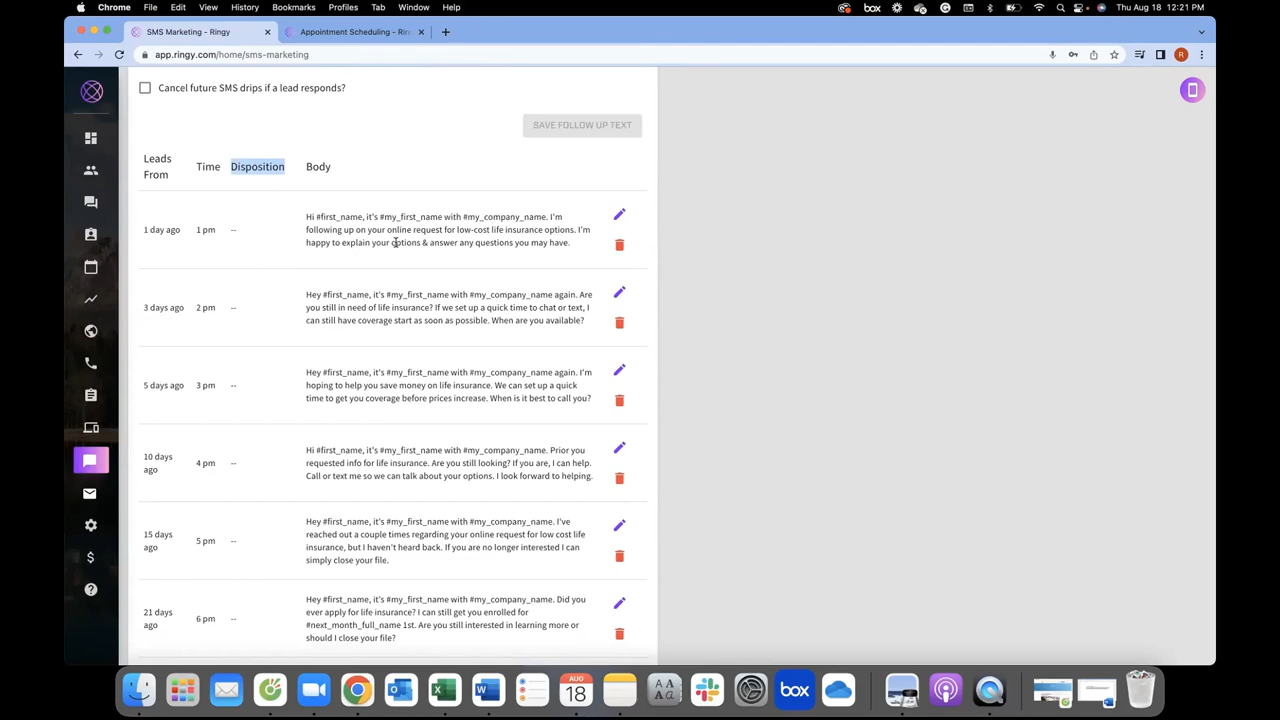 Chrome File Edit View History Bookmarks Profiles Tab Window Help
box
Thu Aug 18 12:21 PM
SMS Marketing - Ringy
Appointment Scheduling - Rin
app.ringy.com/home/sms-marketing
R
Cancel future SMS drips if a lead responds?
SAVE FOLLOW UP TEXT
Leads
From
Time
Disposition
Body
1 day ago
1 pm
--
Hi #first_name, it's #my_first_name with #my_company_name. I'm
following up on your online request for low-cost life insurance options. I'm
happy to explain your options & answer any questions you may have.
3 days ago
2 pm
--
Hey #first_name, it's #my_first_name with #my_company_name again. Are
you still in need of life insurance? If we set up a quick time to chat or text, I
can still have coverage start as soon as possible. When are you available?
5 days ago
3 pm
--
Hey #first_name, it's #my_first_name with #my_company_name again. I'm
hoping to help you save money on life insurance. We can set up a quick
time to get you coverage before prices increase. When is it best to call you?
10 days
ago
4 pm
--
Hi #first_name, it's #my_first_name with #my_company_name. Prior you
requested info for life insurance. Are you still looking? If you are, I can help.
Call or text me so we can talk about your options. I look forward to helping.
15 days
ago
5 pm
--
Hey #first_name, it's #my_first_name with #my_company_name. I've
reached out a couple times regarding your online request for low cost life
insurance, but I haven't heard back. If you are no longer interested I can
simply close your file.
21 days
ago
6 pm
--
Hey #first_name, it's #my_first_name with #my_company_name. Did you
ever apply for life insurance? I can still get you enrolled for
#next_month_full_name 1st. Are you still interested in learning more or
should I close your file?
AUG
18
box